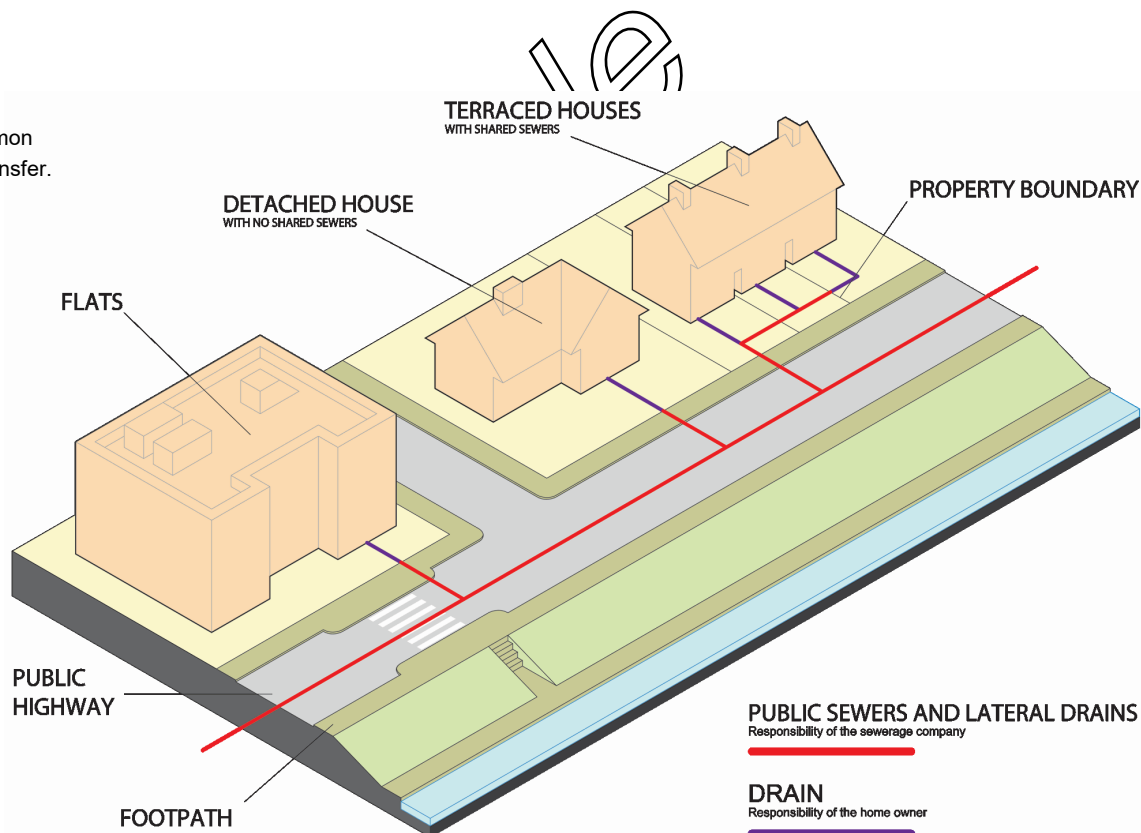 TERRACED HOUSES
WITH SHARED SEWERS
nsfer.
DETACHED HOUSE
WITH NO SHARED SEWERS
PROPERTY BOUNDARY
FLATS
PUBLIC
HIGHWAY
FOOTPATH
PUBLIC SEWERS AND LATERAL DRAINS
Responsibility of the sewerage company
DRAIN
Responsibility of the home owner